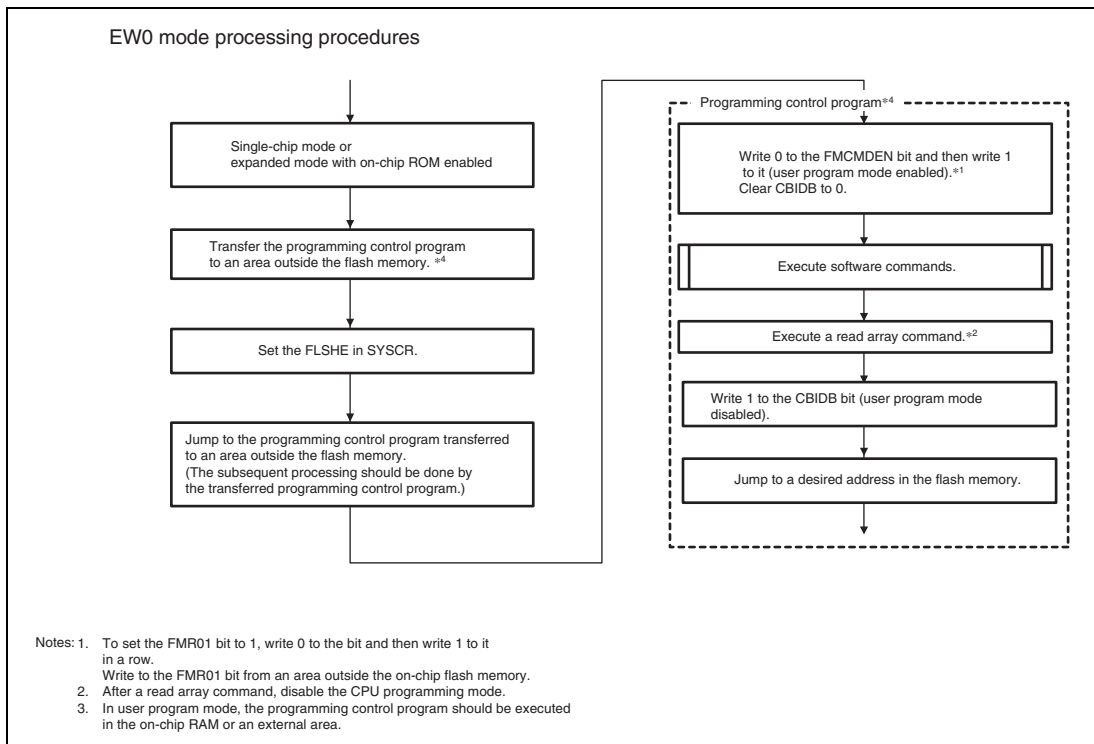 EW0 mode processing procedures
Single-chip mode or
expanded mode with on-chip ROM enabled
Transfer the programming control program
to an area outside the flash memory. *4
Set the FLSHE in SYSCR.
Jump to the programming control program transferred
to an area outside the flash memory.
(The subsequent processing should be done by
the transferred programming control program.)
Programming control program*4
Write 0 to the FMCMDEN bit and then write 1
to it (user program mode enabled).*1
Clear CBIDB to 0.
Execute software commands.
Execute a read array command.*2
Write 1 to the CBIDB bit (user program mode
disabled).
Jump to a desired address in the flash memory.
Notes: 1. To set the FMR01 bit to 1, write 0 to the bit and then write 1 to it
in a row.
Write to the FMR01 bit from an area outside the on-chip flash memory.
2. After a read array command, disable the CPU programming mode.
3. In user program mode, the programming control program should be executed
in the on-chip RAM or an external area.